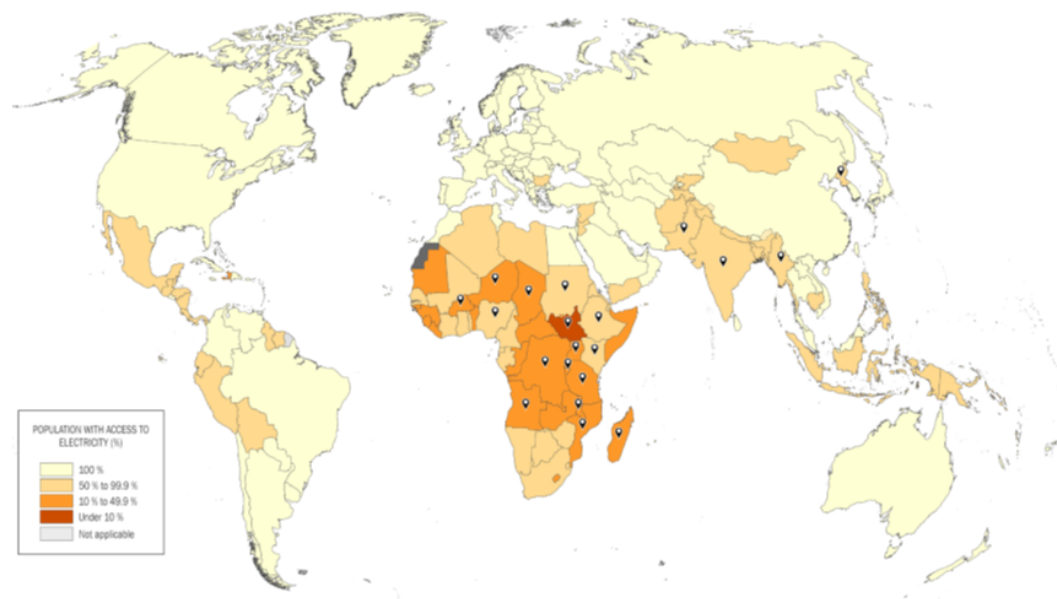 POPULATION WITH ACCESS TO
ELECTRICITY (%)
100 %
50 % to 99.9 %
10 % to 49.9 %
Under 10 %
Not applicable